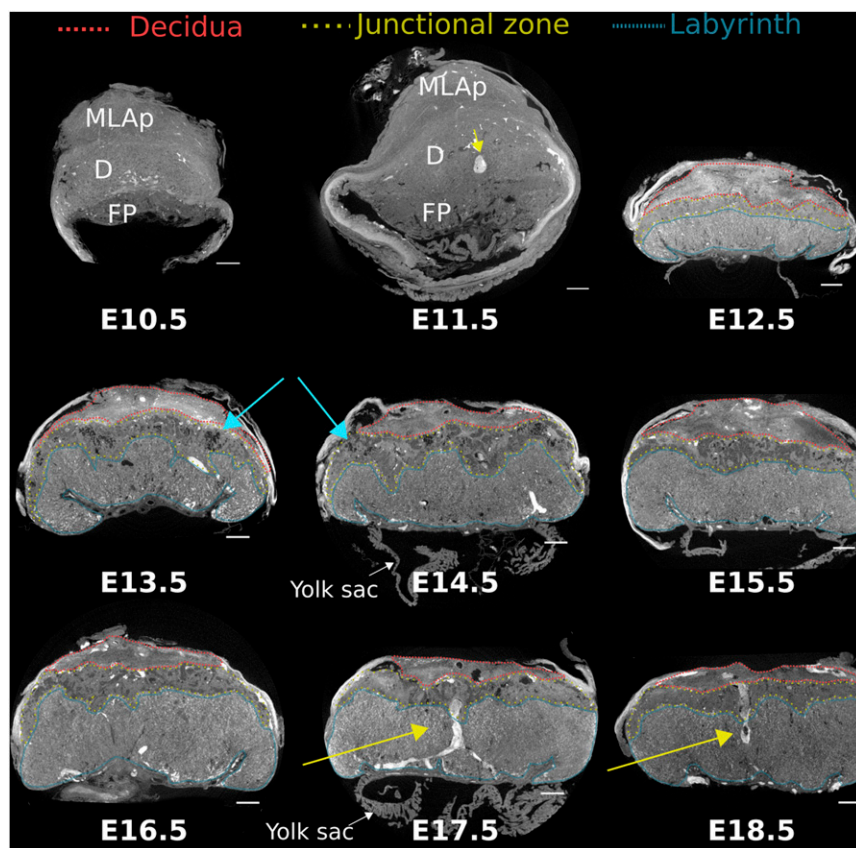 Decidua Junctional zone Labyrinth
MLAp
D
FP
MLAp
D
FP
E10.5 E11.5 E12.5
Yolk sac
E13.5 E14.5 E15.5
Yolk sac
E16.5 E17.5 E18.5